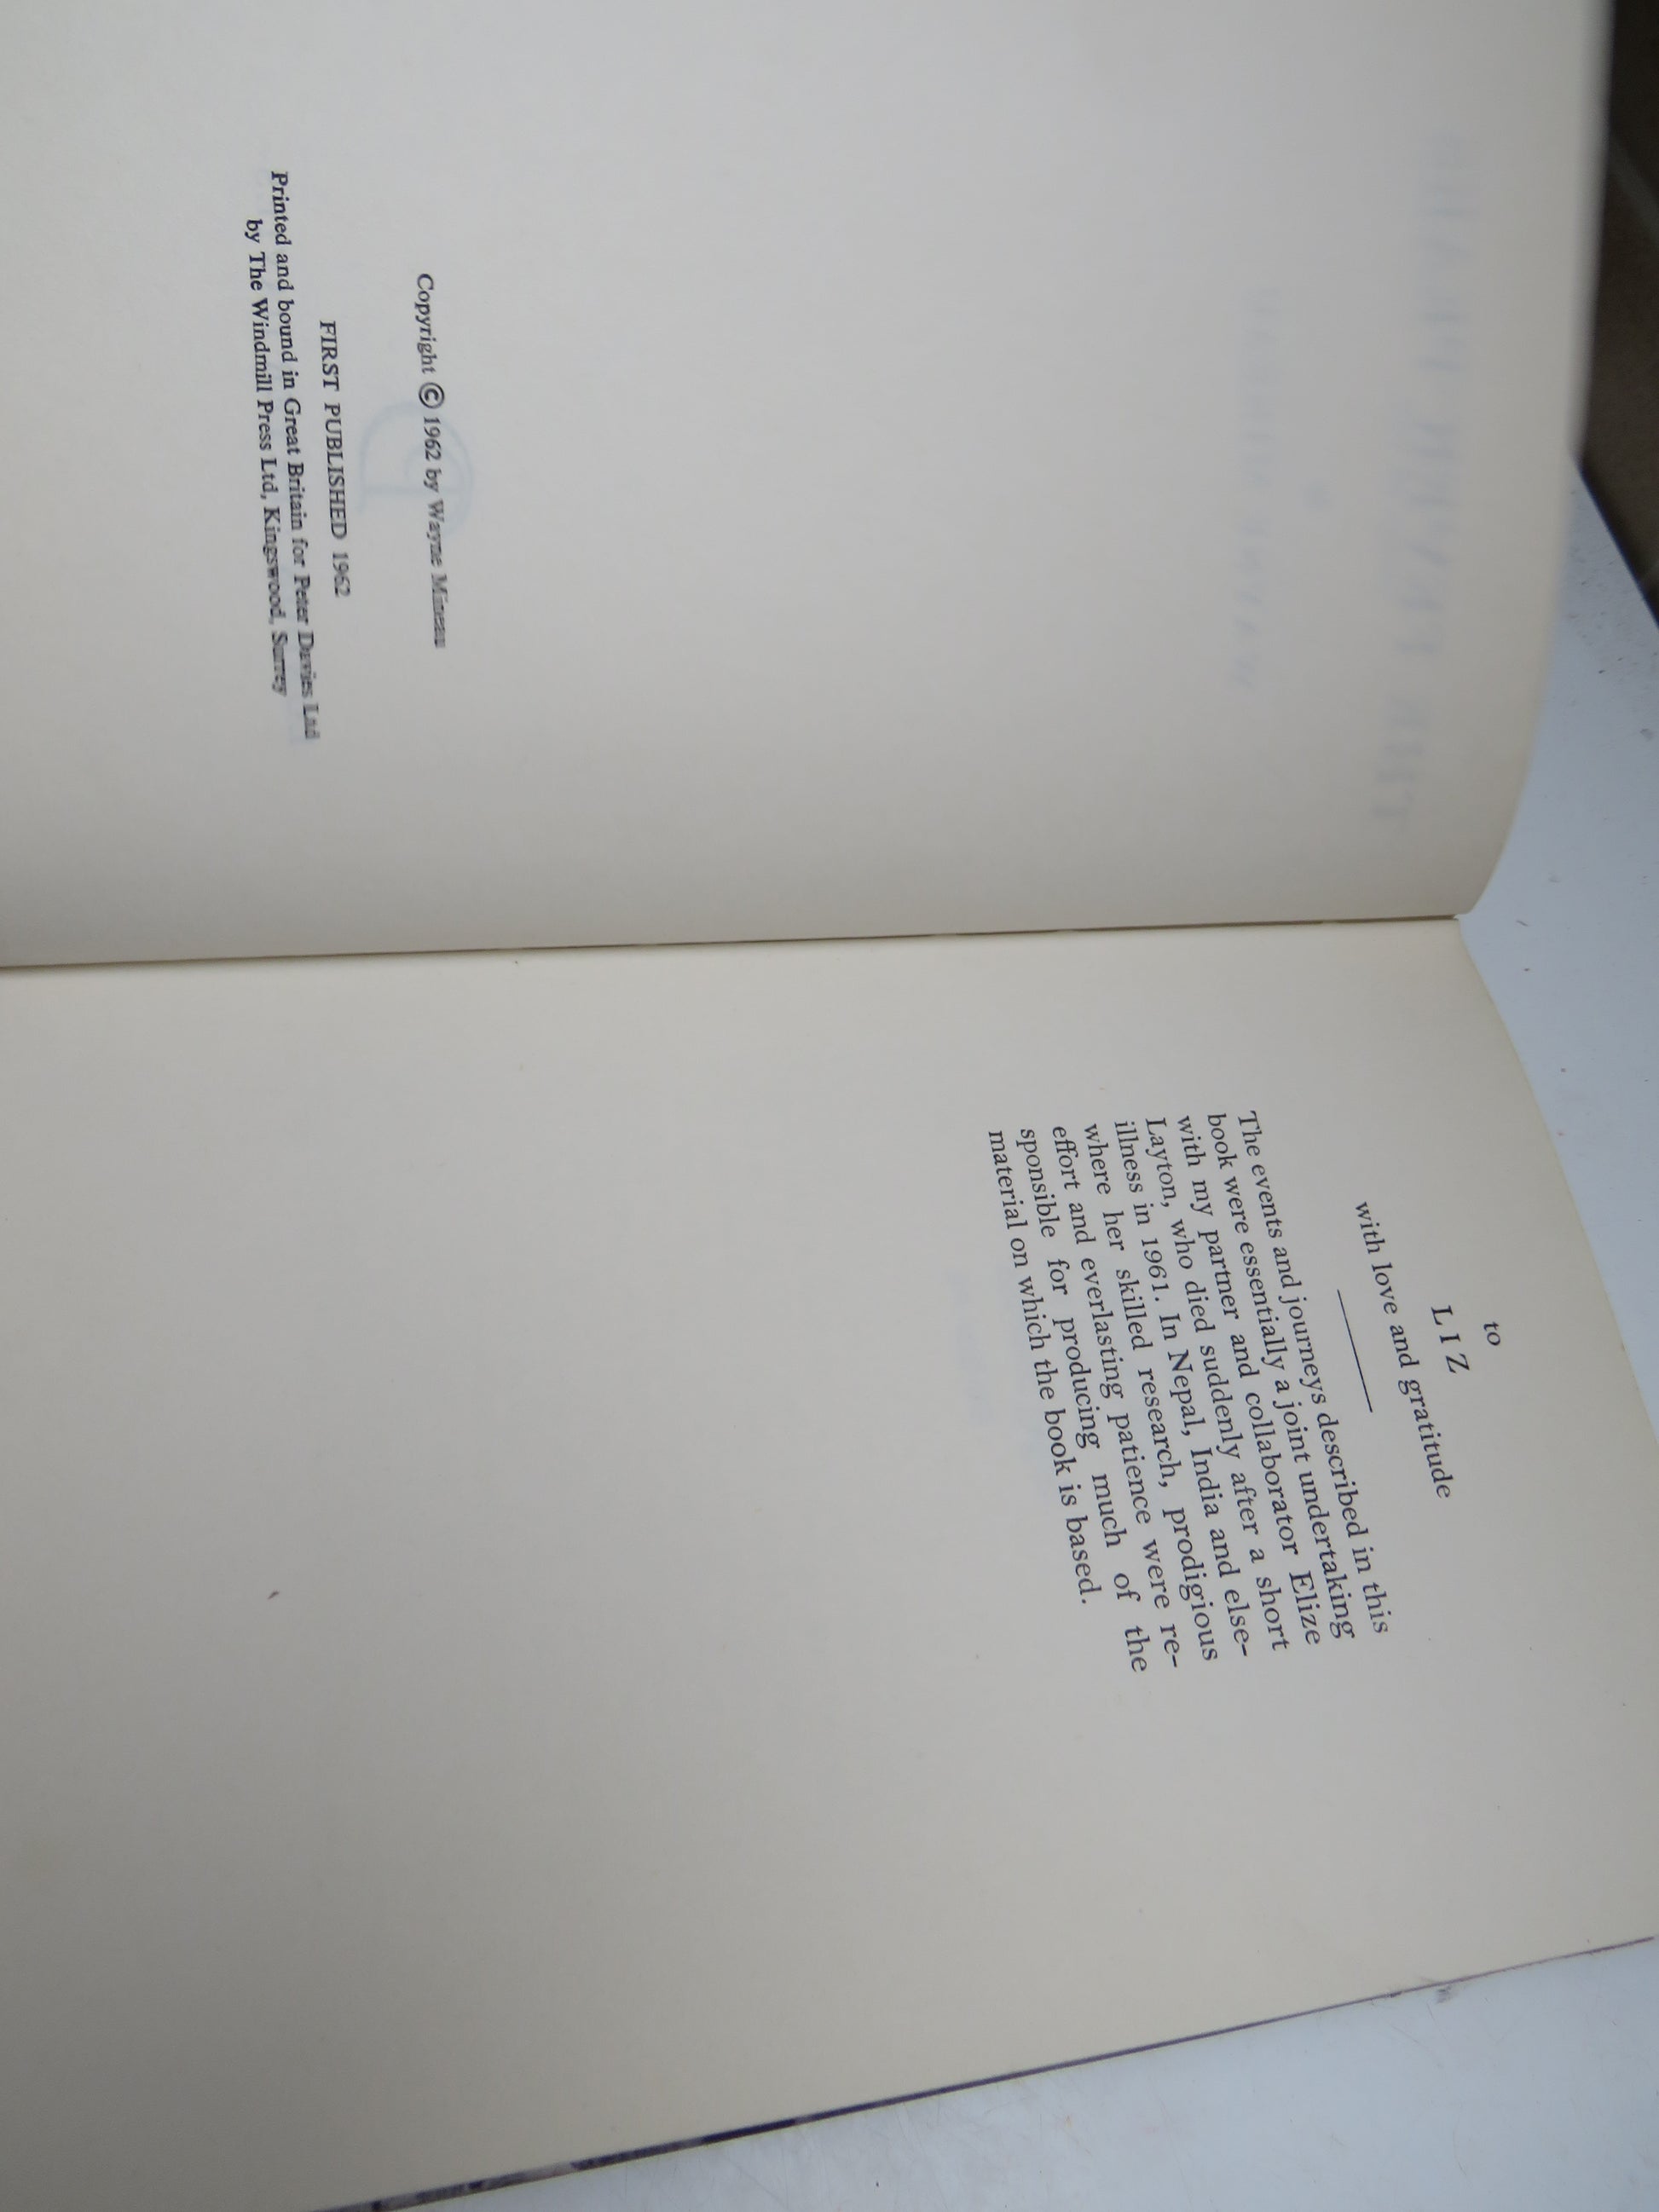 Copyright © 1962 by Wayne Mineau
FIRST PUBLISHED 1962
Printed and bound in Great Britain for Peter Davies Ltd
by The Windmill Press Ltd, Kingswood, Surrey
to
LIZ
with love and gratitude
The events and journeys described in this
book were essentially a joint undertaking
with my partner and collaborator Elize
Layton, who died suddenly after a short
illness in 1961. In Nepal, India and else-
where her skilled research, prodigious
effort and everlasting patience were re-
sponsible for producing much of the
material on which the book is based.